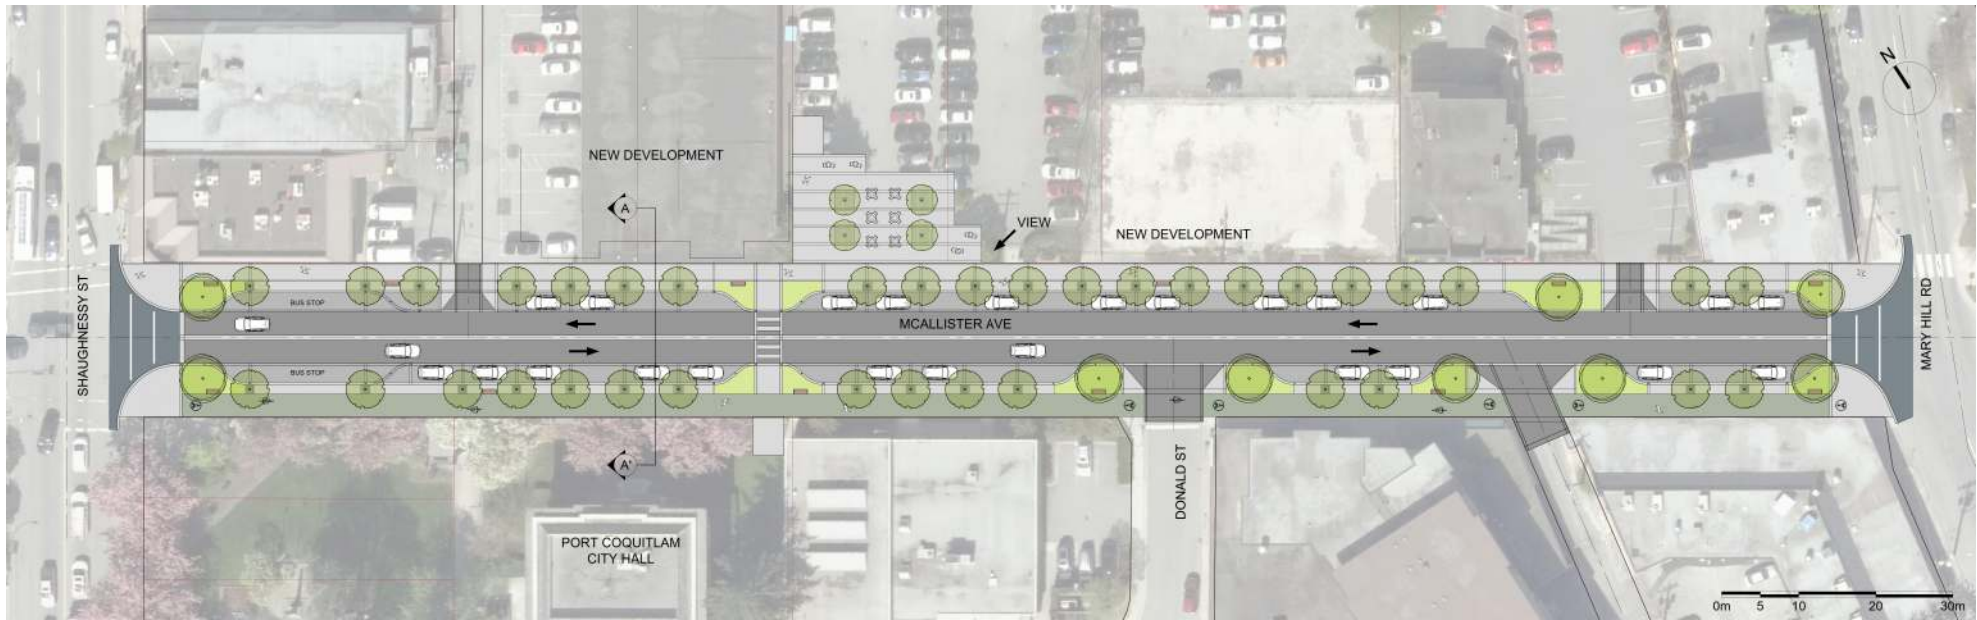 N
NEW DEVELOPMENT
A
VIEW
NEW DEVELOPMENT
SHAUGHNESSY ST
BUS STOP
MCALLISTER AVE
MARY HILL RD
BUS STOP
A'
DONALD ST
PORT COQUITLAM
CITY HALL
0m 5 10 20 30m